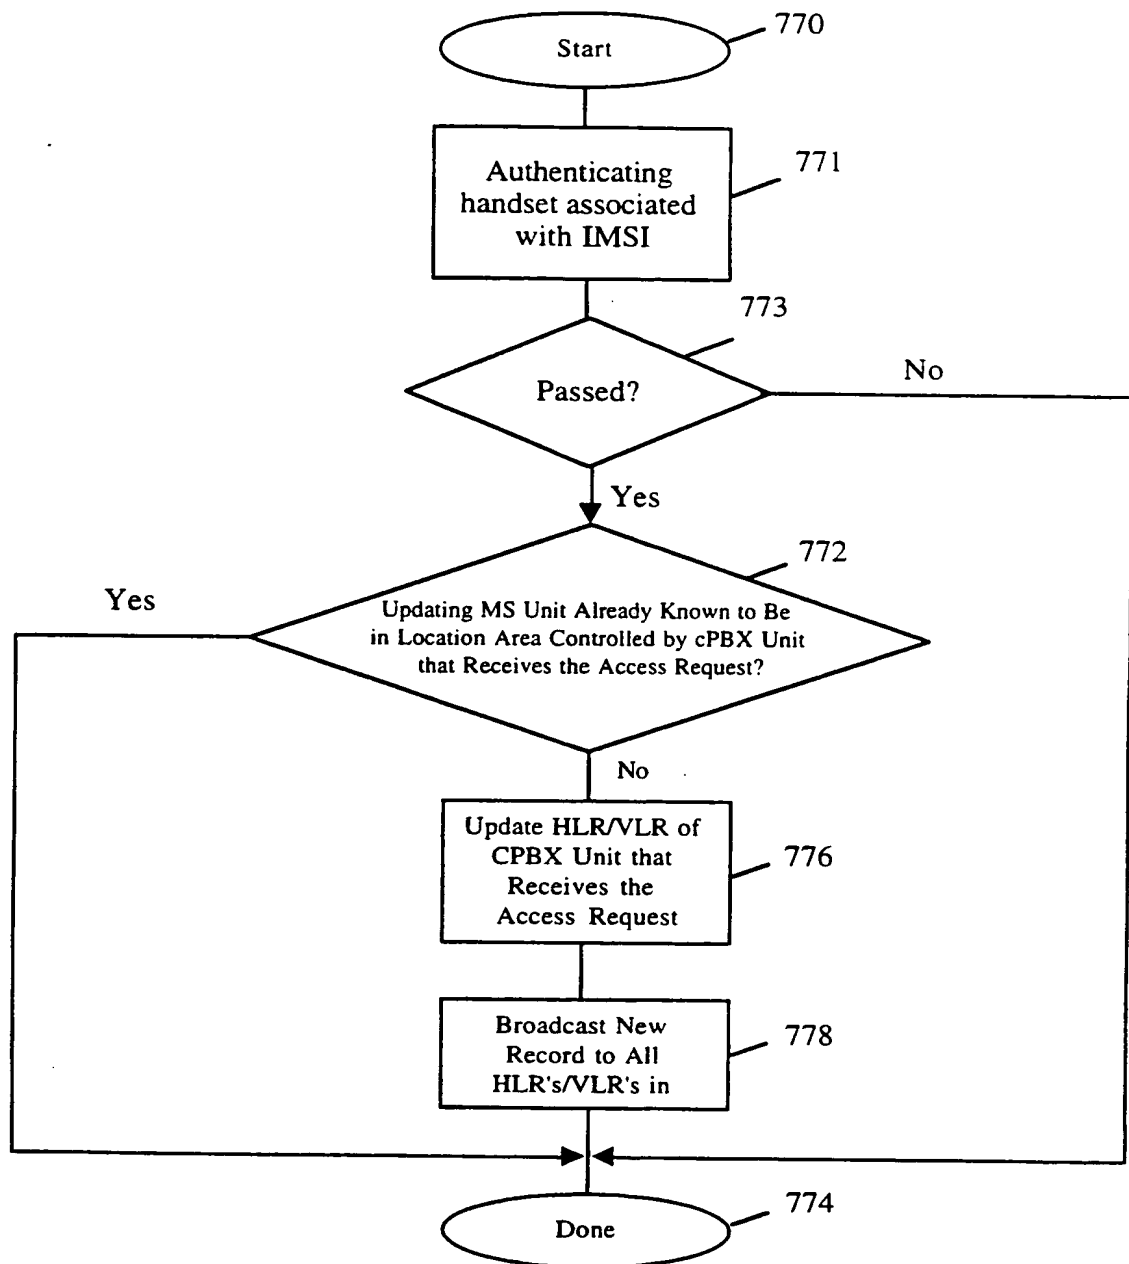 Start
770
Authenticating
handset associated
with IMSI
771
773
Passed?
No
Yes
772
Yes
Updating MS Unit Already Known to Be
in Location Area Controlled by cPBX Unit
that Receives the Access Request?
No
Update HLR/VLR of
CPBX Unit that
Receives the
Access Request
776
Broadcast New
Record to All
HLR's/VLR's in
778
Done
774